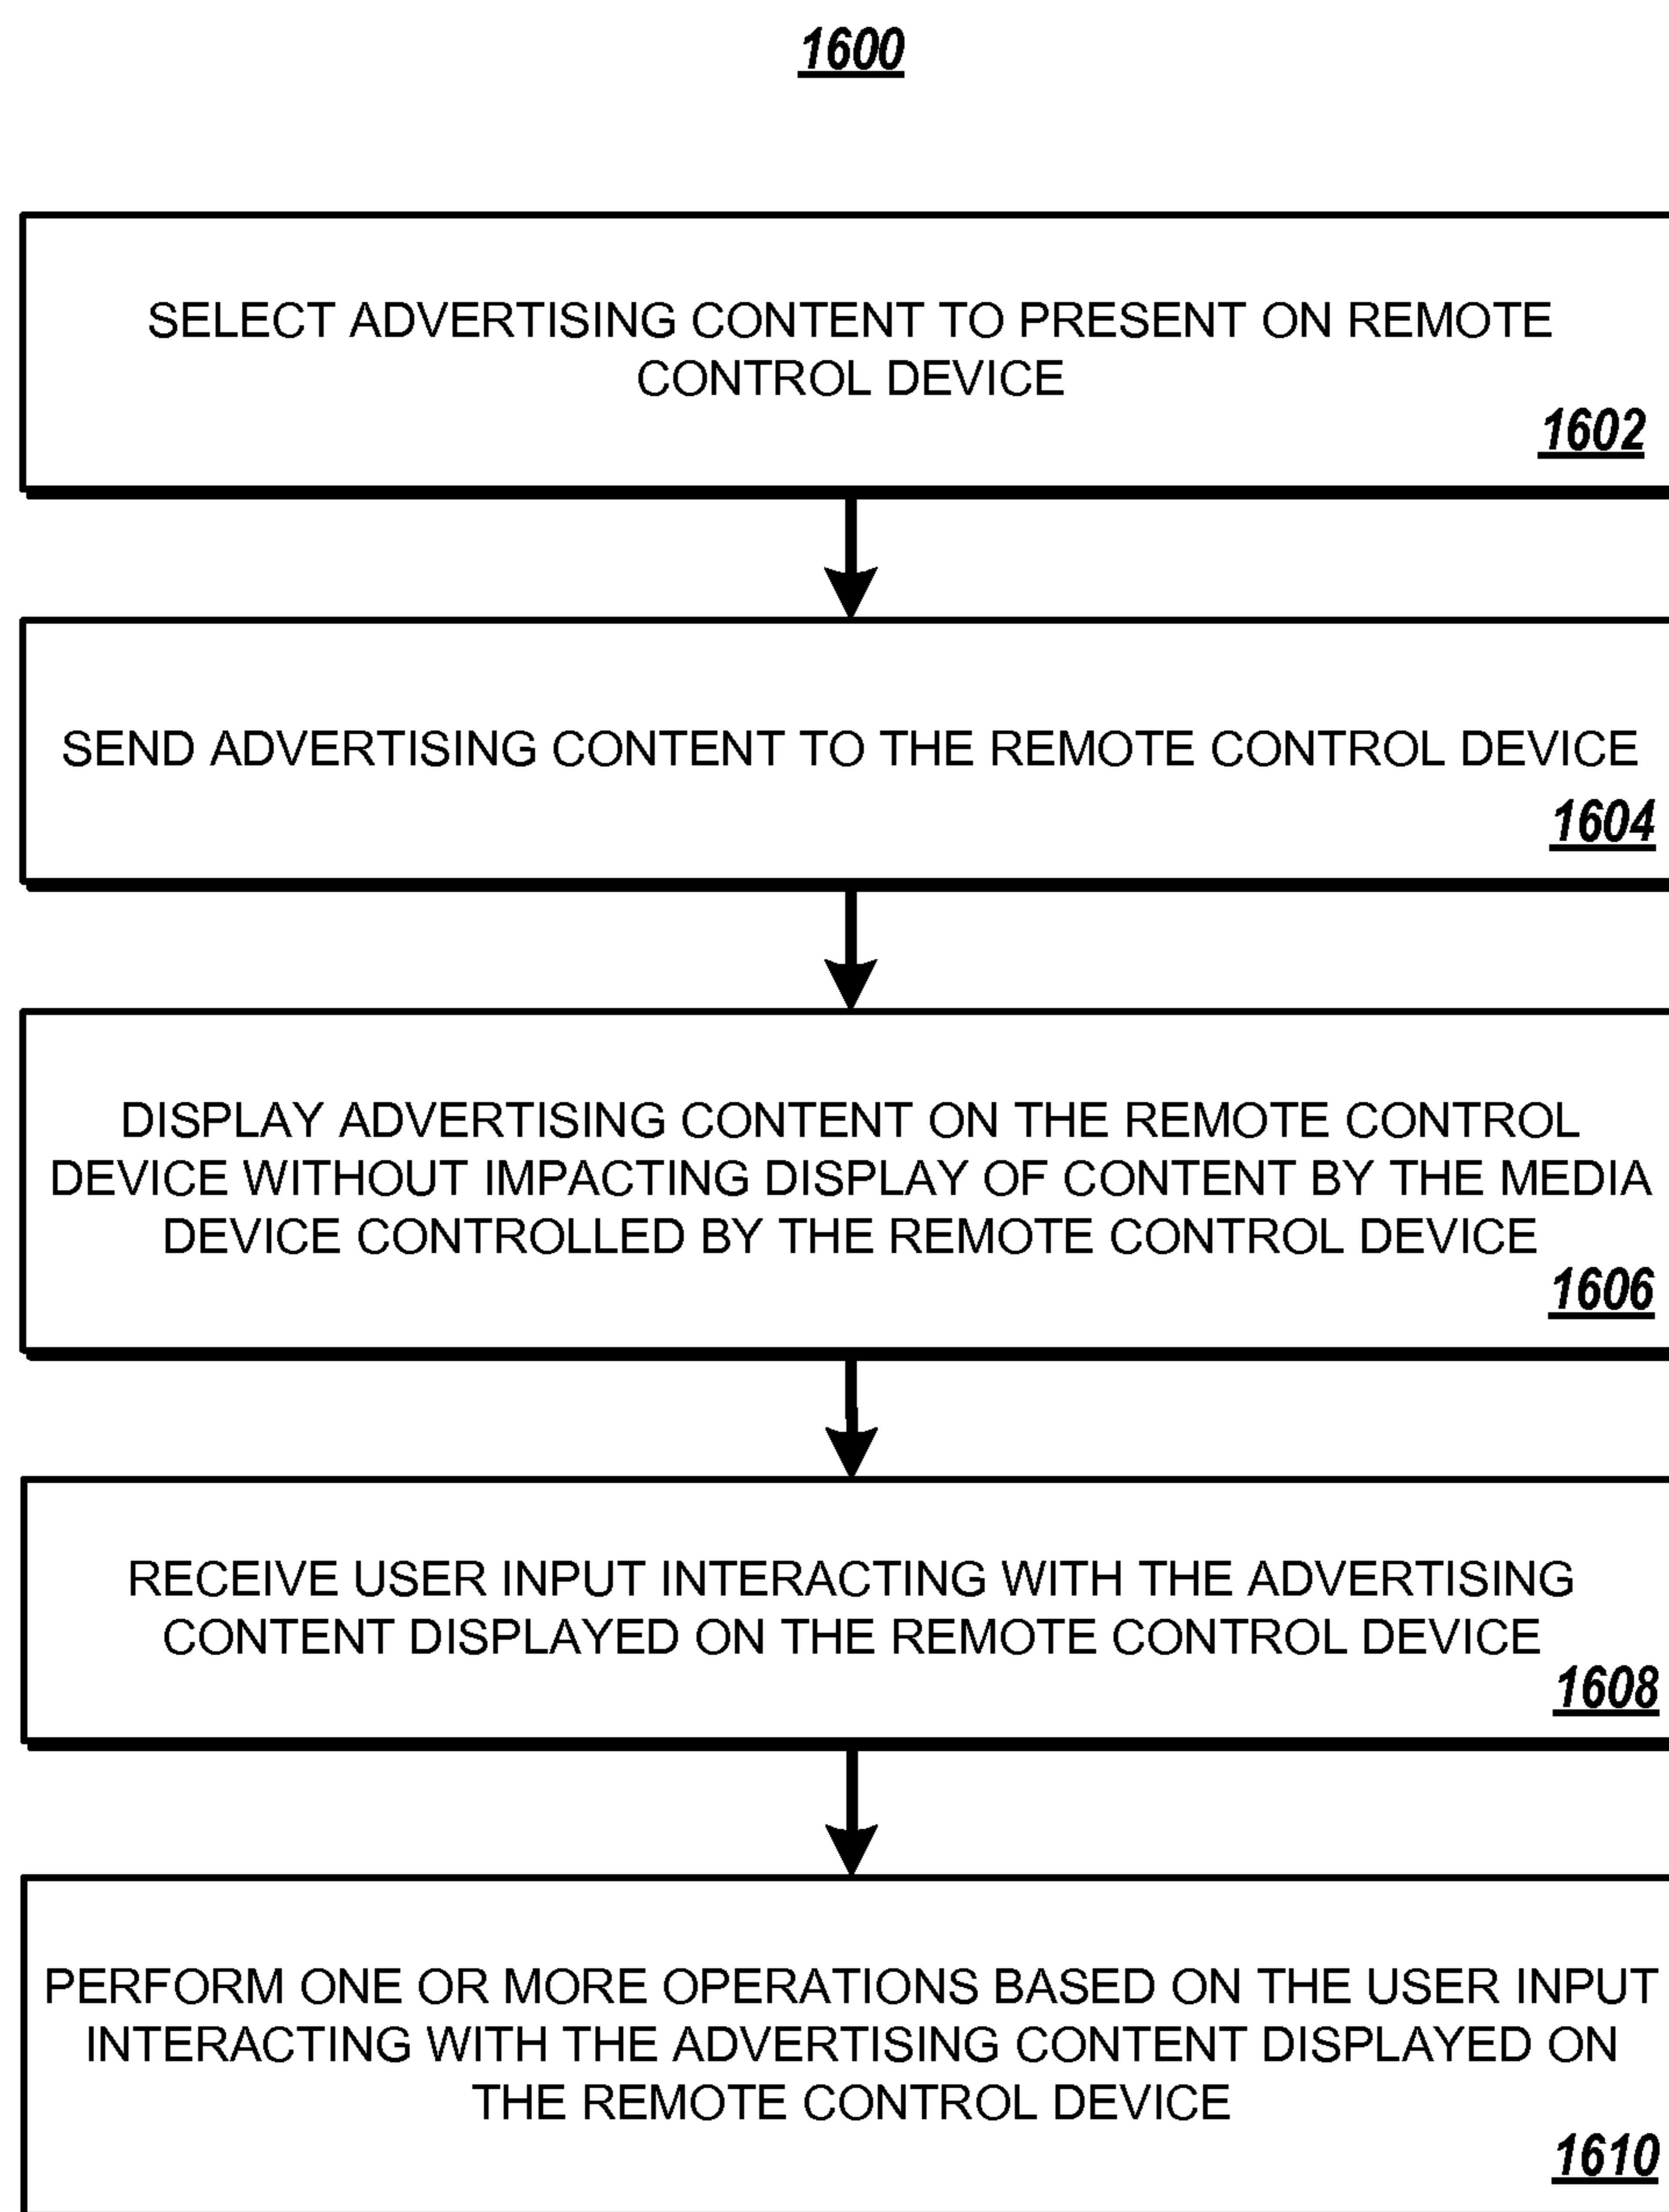 1600
SELECT ADVERTISING CONTENT TO PRESENT ON REMOTE
CONTROL DEVICE
1602
SEND ADVERTISING CONTENT TO THE REMOTE CONTROL DEVICE
1604
DISPLAY ADVERTISING CONTENT ON THE REMOTE CONTROL
DEVICE WITHOUT IMPACTING DISPLAY OF CONTENT BY THE MEDIA
DEVICE CONTROLLED BY THE REMOTE CONTROL DEVICE
1606
RECEIVE USER INPUT INTERACTING WITH THE ADVERTISING
CONTENT DISPLAYED ON THE REMOTE CONTROL DEVICE
1608
PERFORM ONE OR MORE OPERATIONS BASED ON THE USER INPUT
INTERACTING WITH THE ADVERTISING CONTENT DISPLAYED ON
THE REMOTE CONTROL DEVICE
1610